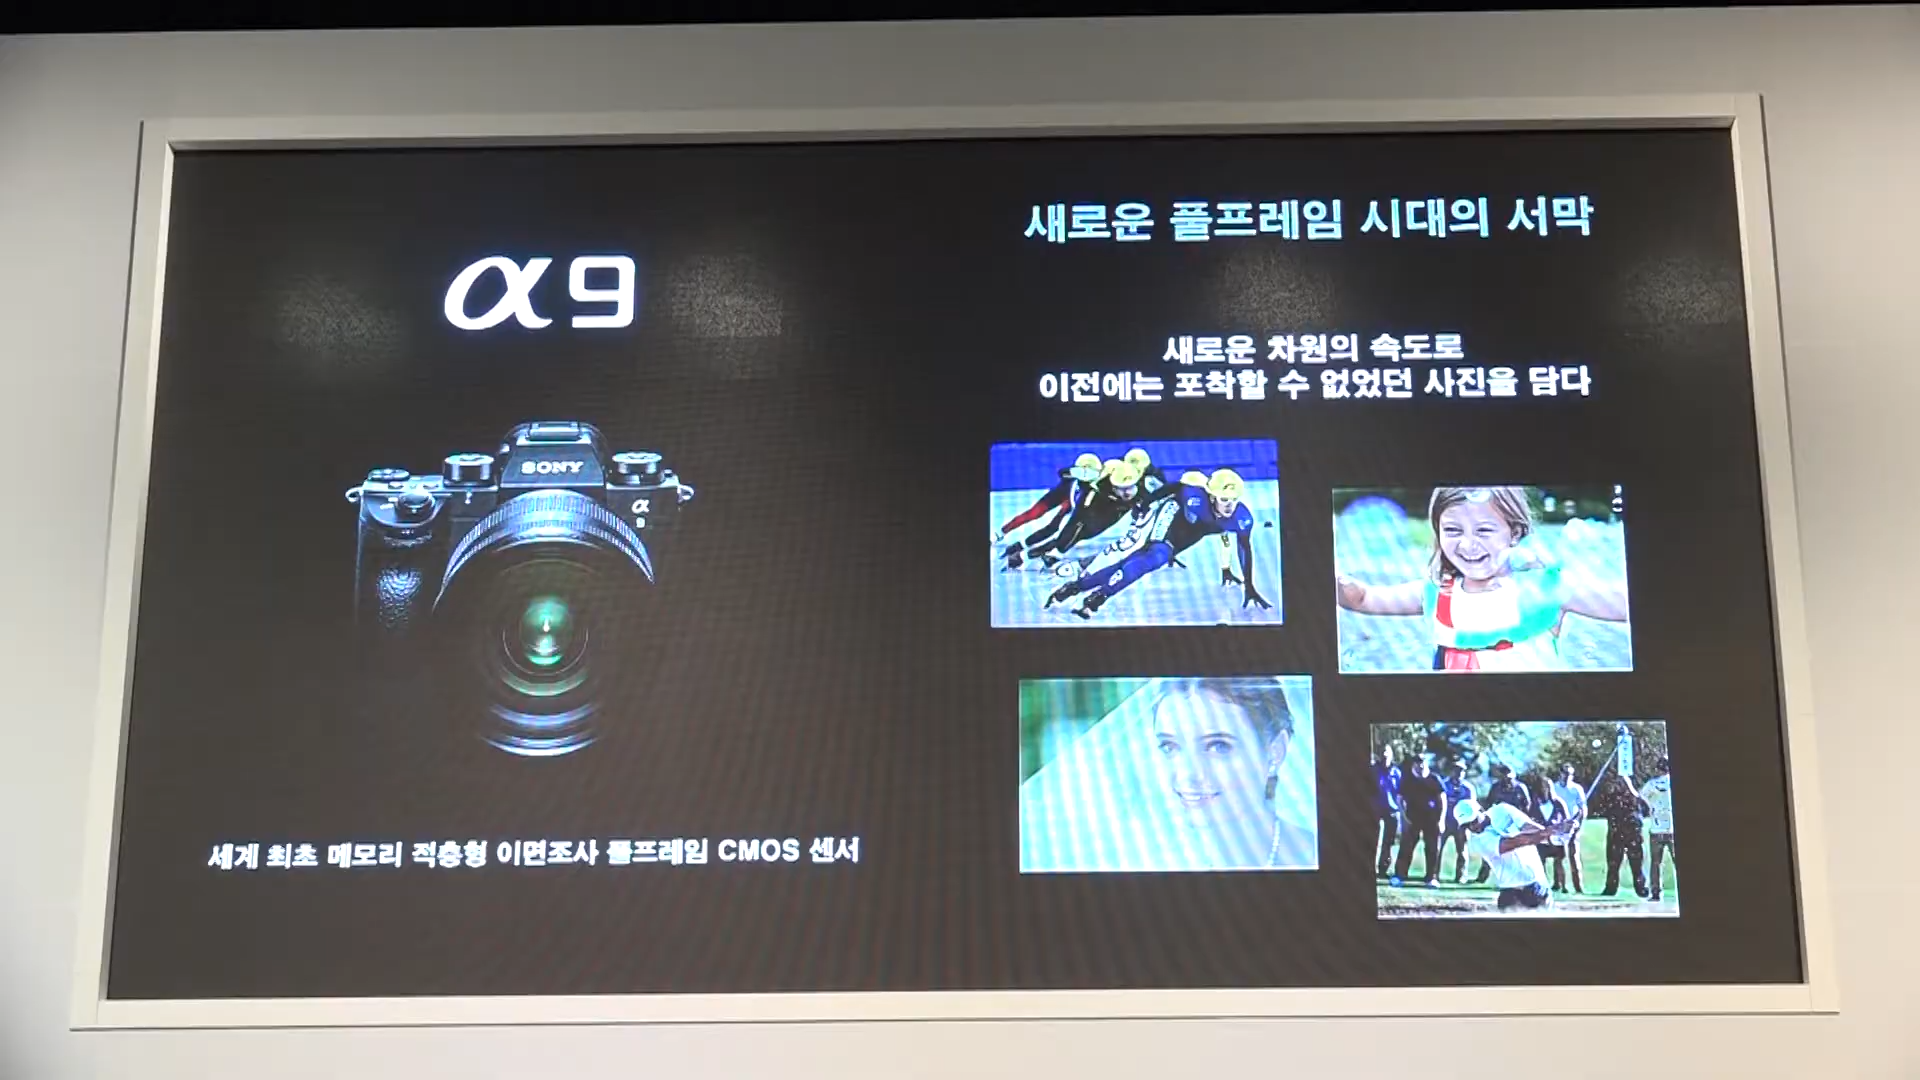 α9
SONY
α
9
세계 최초 메모리 적층형 이면조사 풀프레임 CMOS 센서
새로운 풀프레임 시대의 서막
새로운 차원의 속도로
이전에는 포착할 수 없었던 사진을 담다